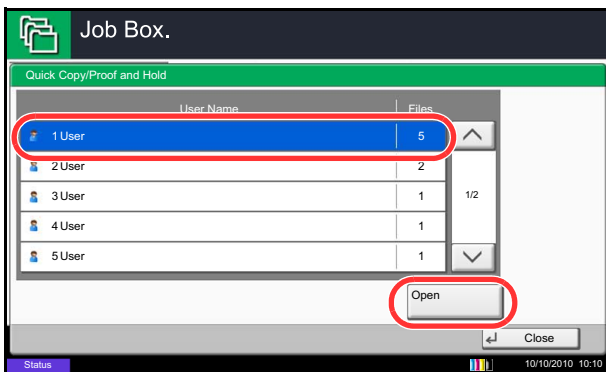 Job Box.
Quick Copy/Proof and Hold
User Name Files
1 User 5
2 User 2
3 User 1
1/2
4 User 1
5 User 1
Open
Close
Status 10/10/2010 10:10